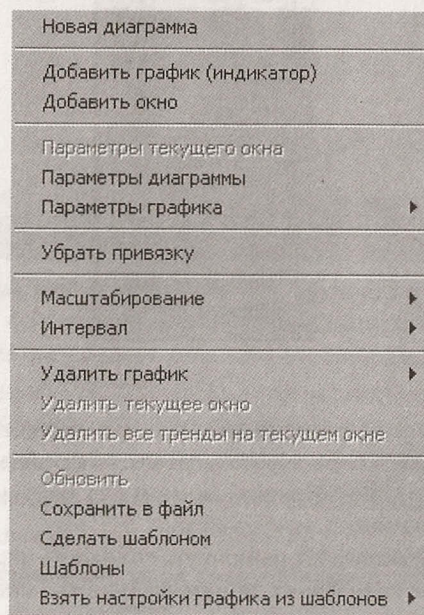 Новая диаграмма
Добавить график (индикатор)
Добавить окно
Параметры текущего окна
Параметры диаграммы
Параметры графика
Убрать привязку
Масштабирование
Интервал
Удалить график
Удалить текущее окно
Удалить все тренды на текущем окне
Обновить
Сохранить в файл
Сделать шаблоном
Шаблоны
Взять настройки графика из шаблонов